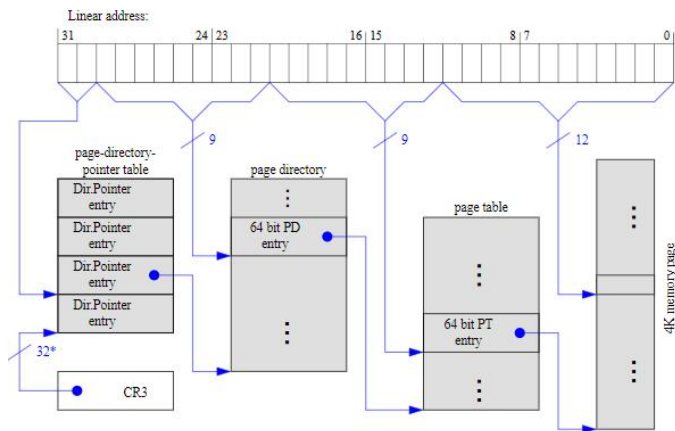 Linear address:
31 24 23 16 15 8 7 0
9 9 12
page-directory-
pointer table
page directory
page table
Dir.Pointer
entry
Dir.Pointer
entry
Dir.Pointer
entry
Dir.Pointer
entry
64 bit PD
entry
64 bit PT
entry
4K memory page
32*
CR3